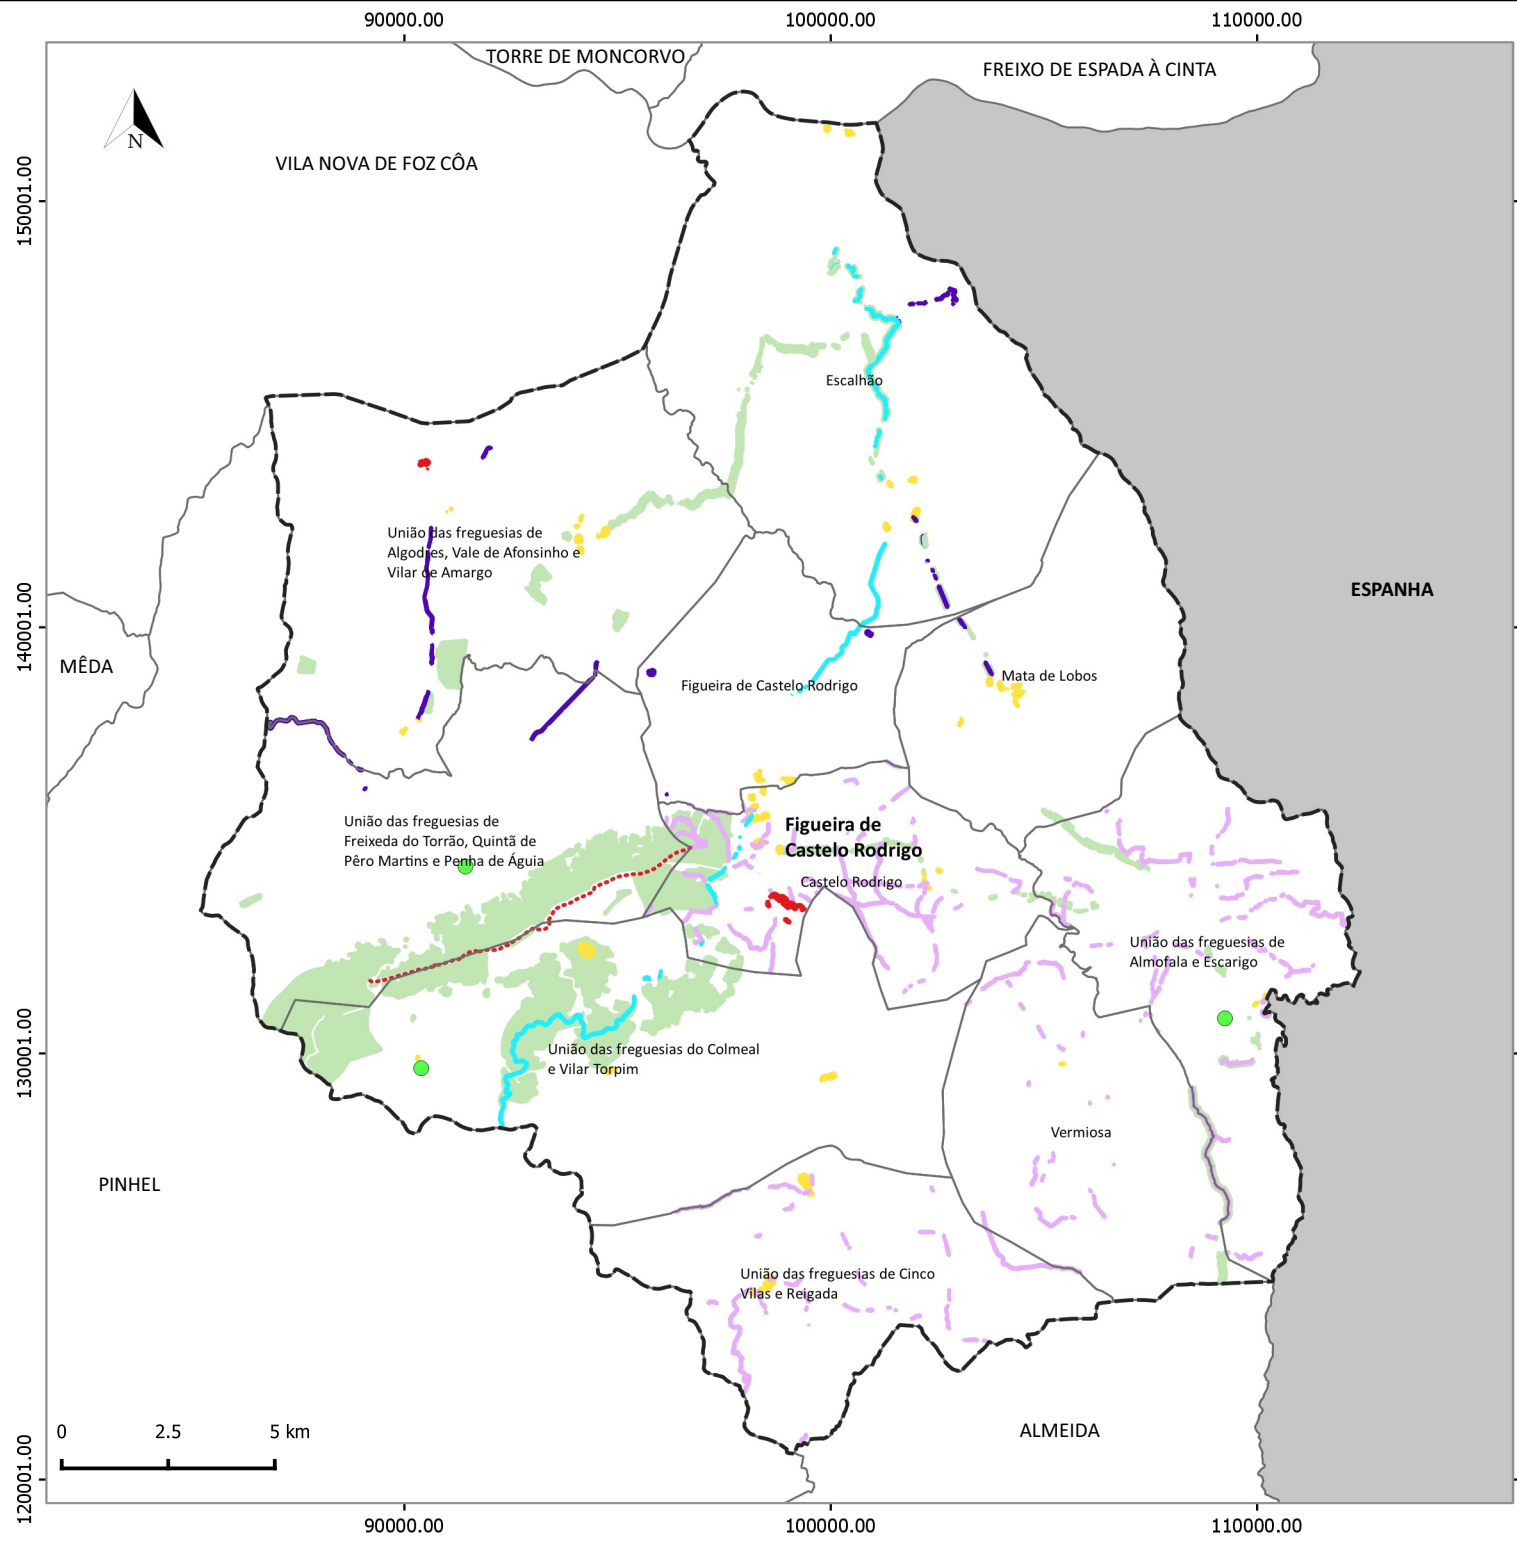 90000.00
100000.00
110000.00
TORRE DE MONCORVO
FREIXO DE ESPADA À CINTA
N
VILA NOVA DE FOZ CÔA
150001.00
Escalhão
União das freguesias de
Algodres, Vale de Afonsinho e
Vilar de Amargo
ESPANHA
140001.00
MÊDA
Mata de Lobos
Figueira de Castelo Rodrigo
União das freguesias de
Freixeda do Torrão, Quintã de
Pêro Martins e Penha de Águia
Figueira de
Castelo Rodrigo
Castelo Rodrigo
União das freguesias de
Almofala e Escarigo
130001.00
União das freguesias do Colmeal
e Vilar Torpim
Vermiosa
PINHEL
União das freguesias de Cinco
Vilas e Reigada
0
2.5
5 km
ALMEIDA
120001.00
90000.00
100000.00
110000.00